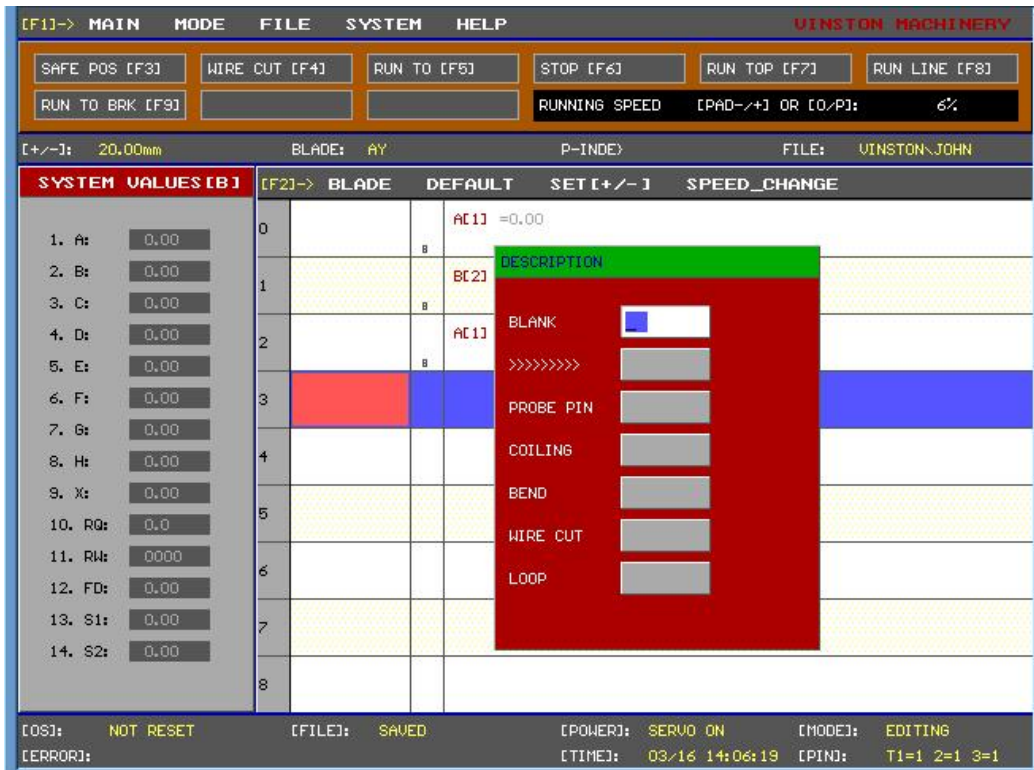 [F1]-> MAIN MODE FILE SYSTEM HELP VINSTON MACHINERY
SAFE POS [F3] WIRE CUT [F4] RUN TO [F5] STOP [F6] RUN TOP [F7] RUN LINE [F8]
RUN TO BRK [F9] RUNNING SPEED [PAD-/+] OR [O/P]: 6%
[+/-]: 20.00mm BLADE: AY P-INDE> FILE: VINSTON\JOHN
SYSTEM VALUES[B] [F2]-> BLADE DEFAULT SET[+/-] SPEED_CHANGE
1. A: 0.00
2. B: 0.00
3. C: 0.00
4. D: 0.00
5. E: 0.00
6. F: 0.00
7. G: 0.00
8. H: 0.00
9. X: 0.00
10. RQ: 0.0
11. RW: 0000
12. FD: 0.00
13. S1: 0.00
14. S2: 0.00
0 B A[1] =0.00
1 B B[2]
2 B A[1]
3
4
5
6
7
8
DESCRIPTION
BLANK _
>>>>>>>>>
PROBE PIN
COILING
BEND
WIRE CUT
LOOP
[OS]: NOT RESET [FILE]: SAVED [POWER]: SERVO ON [MODE]: EDITING
[ERROR]: [TIME]: 03/16 14:06:19 [PIN]: T1=1 2=1 3=1